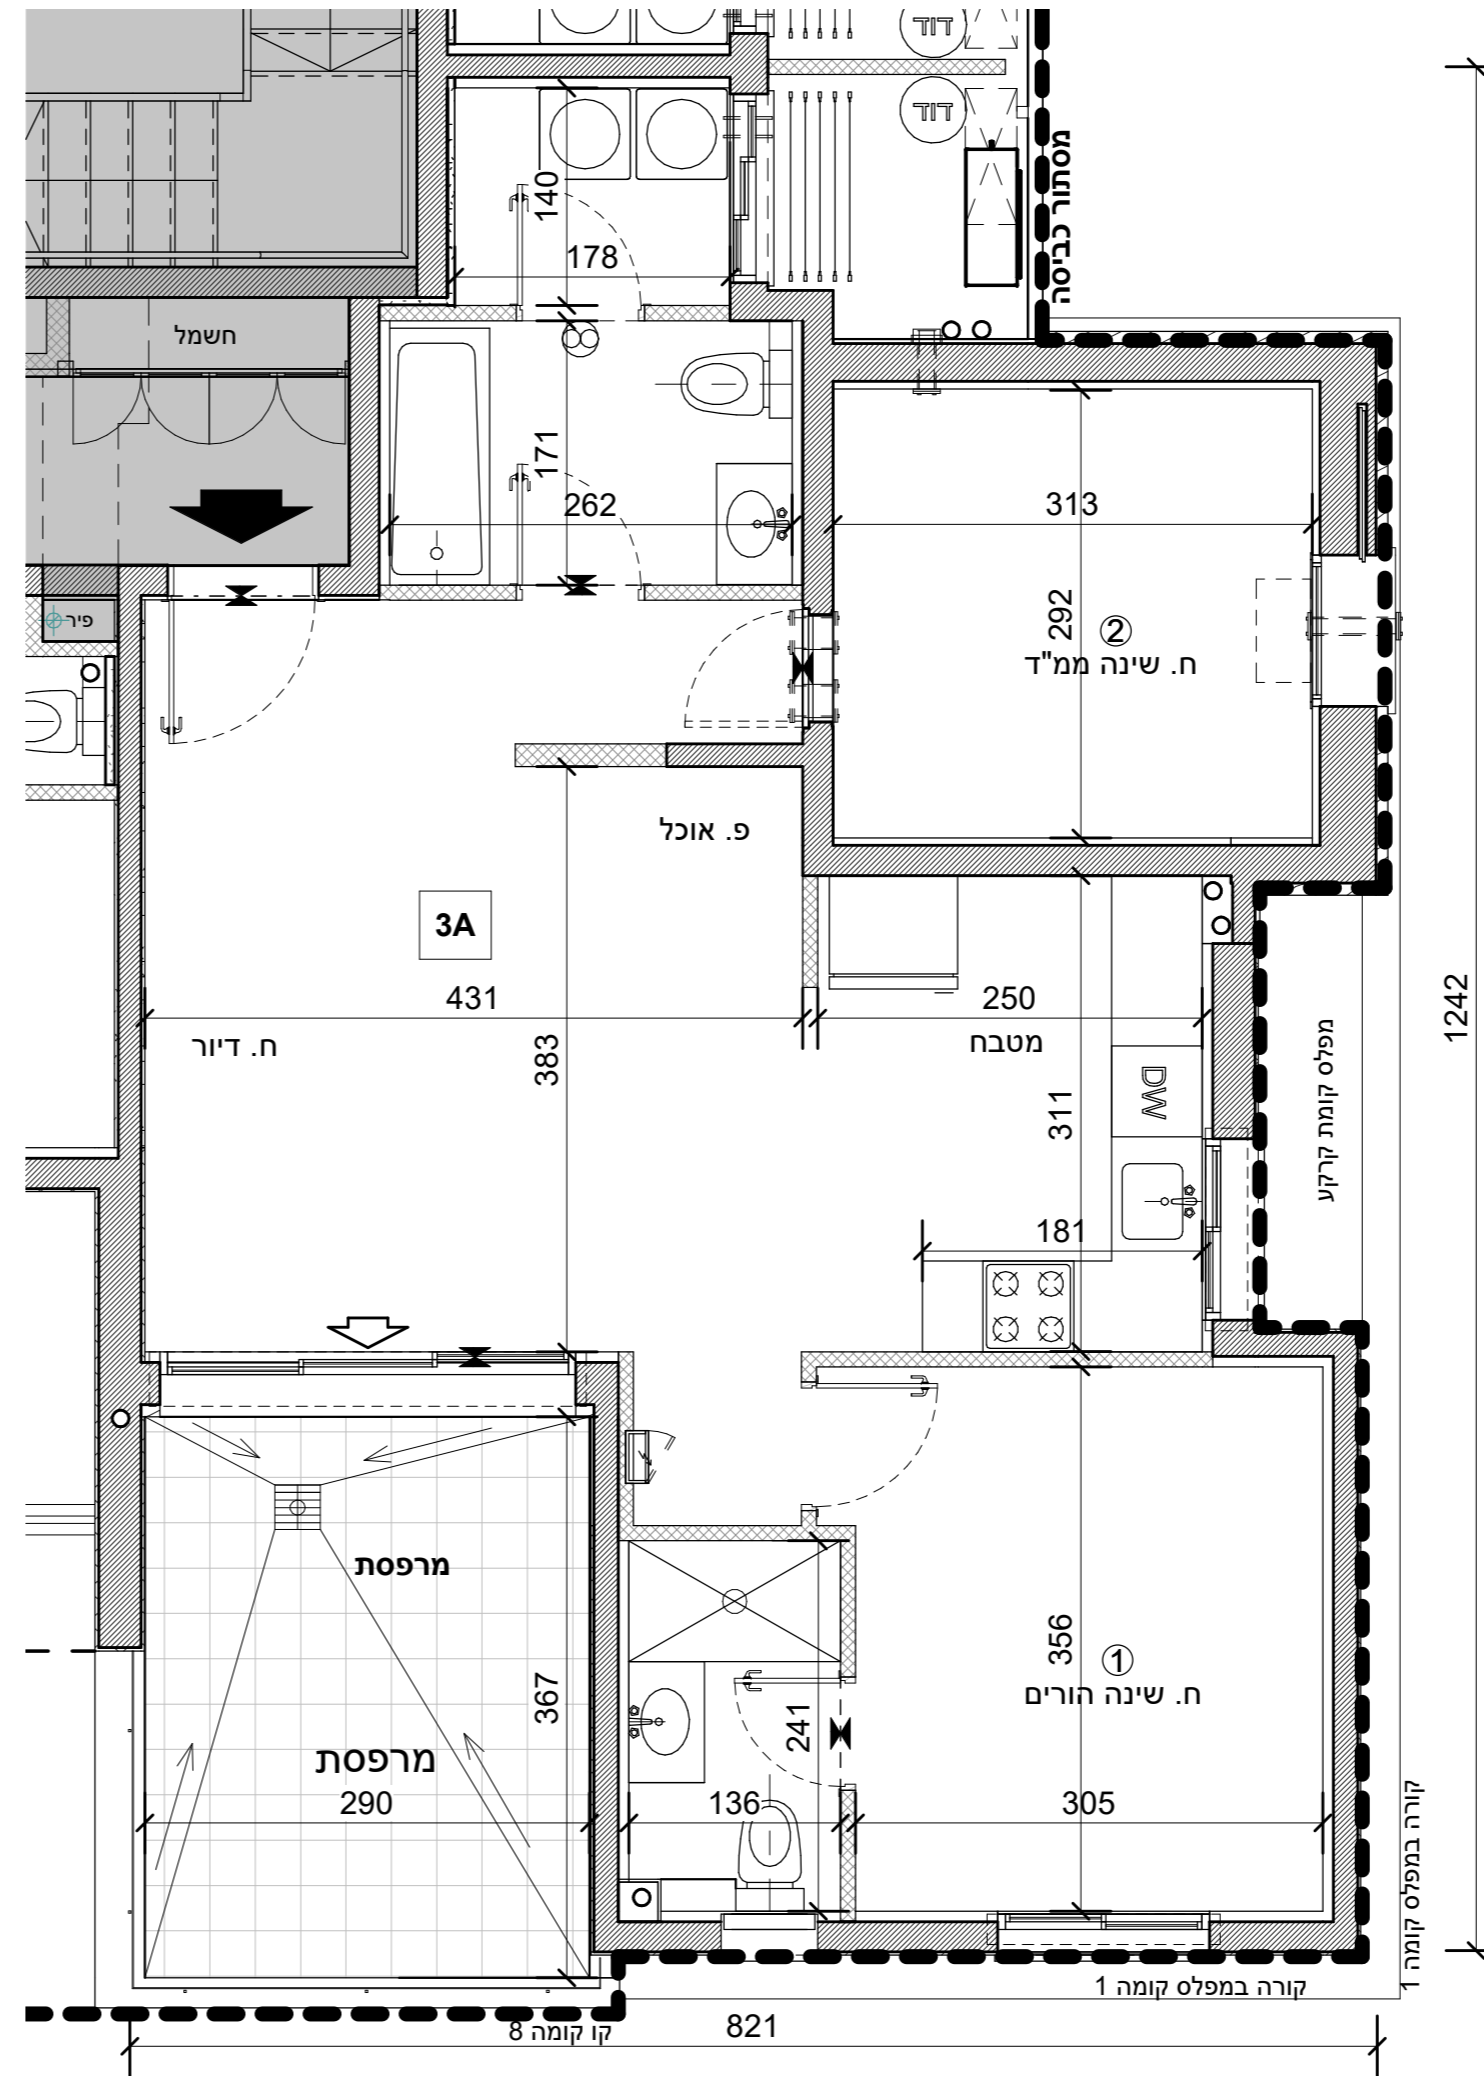 דוד
דוד
מסתור כביסה
140
178
חשמל
171
262
313
292
2
ח. שינה ממ"ד
פיר
פ. אוכל
3A
431
250
383
ח. דיור
מטבח
DW
311
מפלס קומת קרקע
1242
181
מרפסת
356
1
ח. שינה הורים
367
241
מרפסת
290
136
305
קורה במפלס קומה 1
קורה במפלס קומה 1
קו קומה 8
821